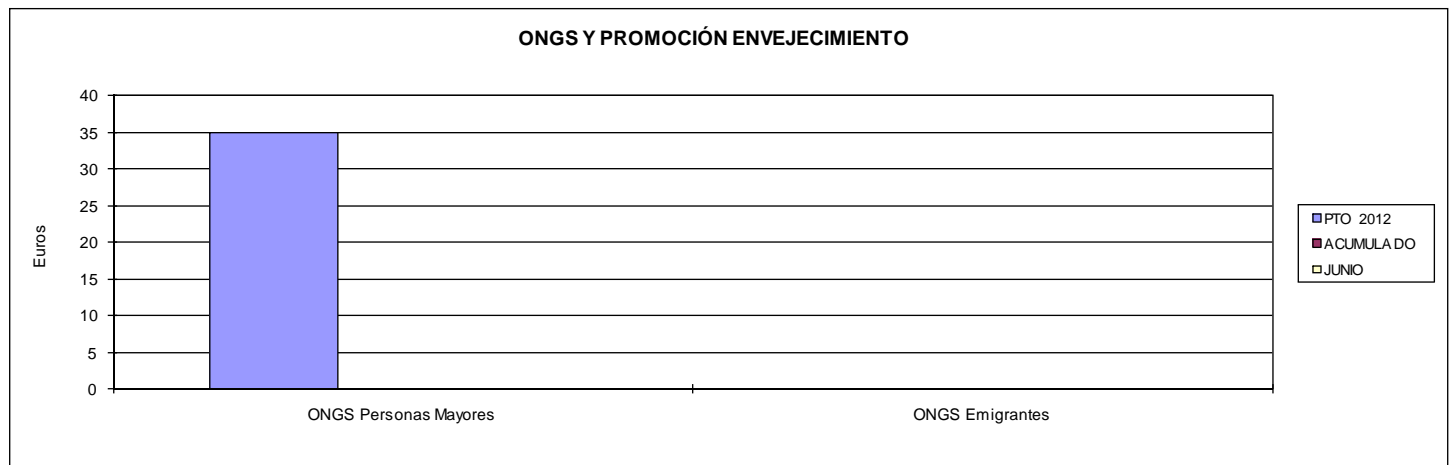 ONGS Y PROMOCIÓN ENVEJECIMIENTO
40
35
30
25
20
15
10
5
0
Euros
ONGS Personas Mayores
ONGS Emigrantes
PTO 2012
ACUMULADO
JUNIO